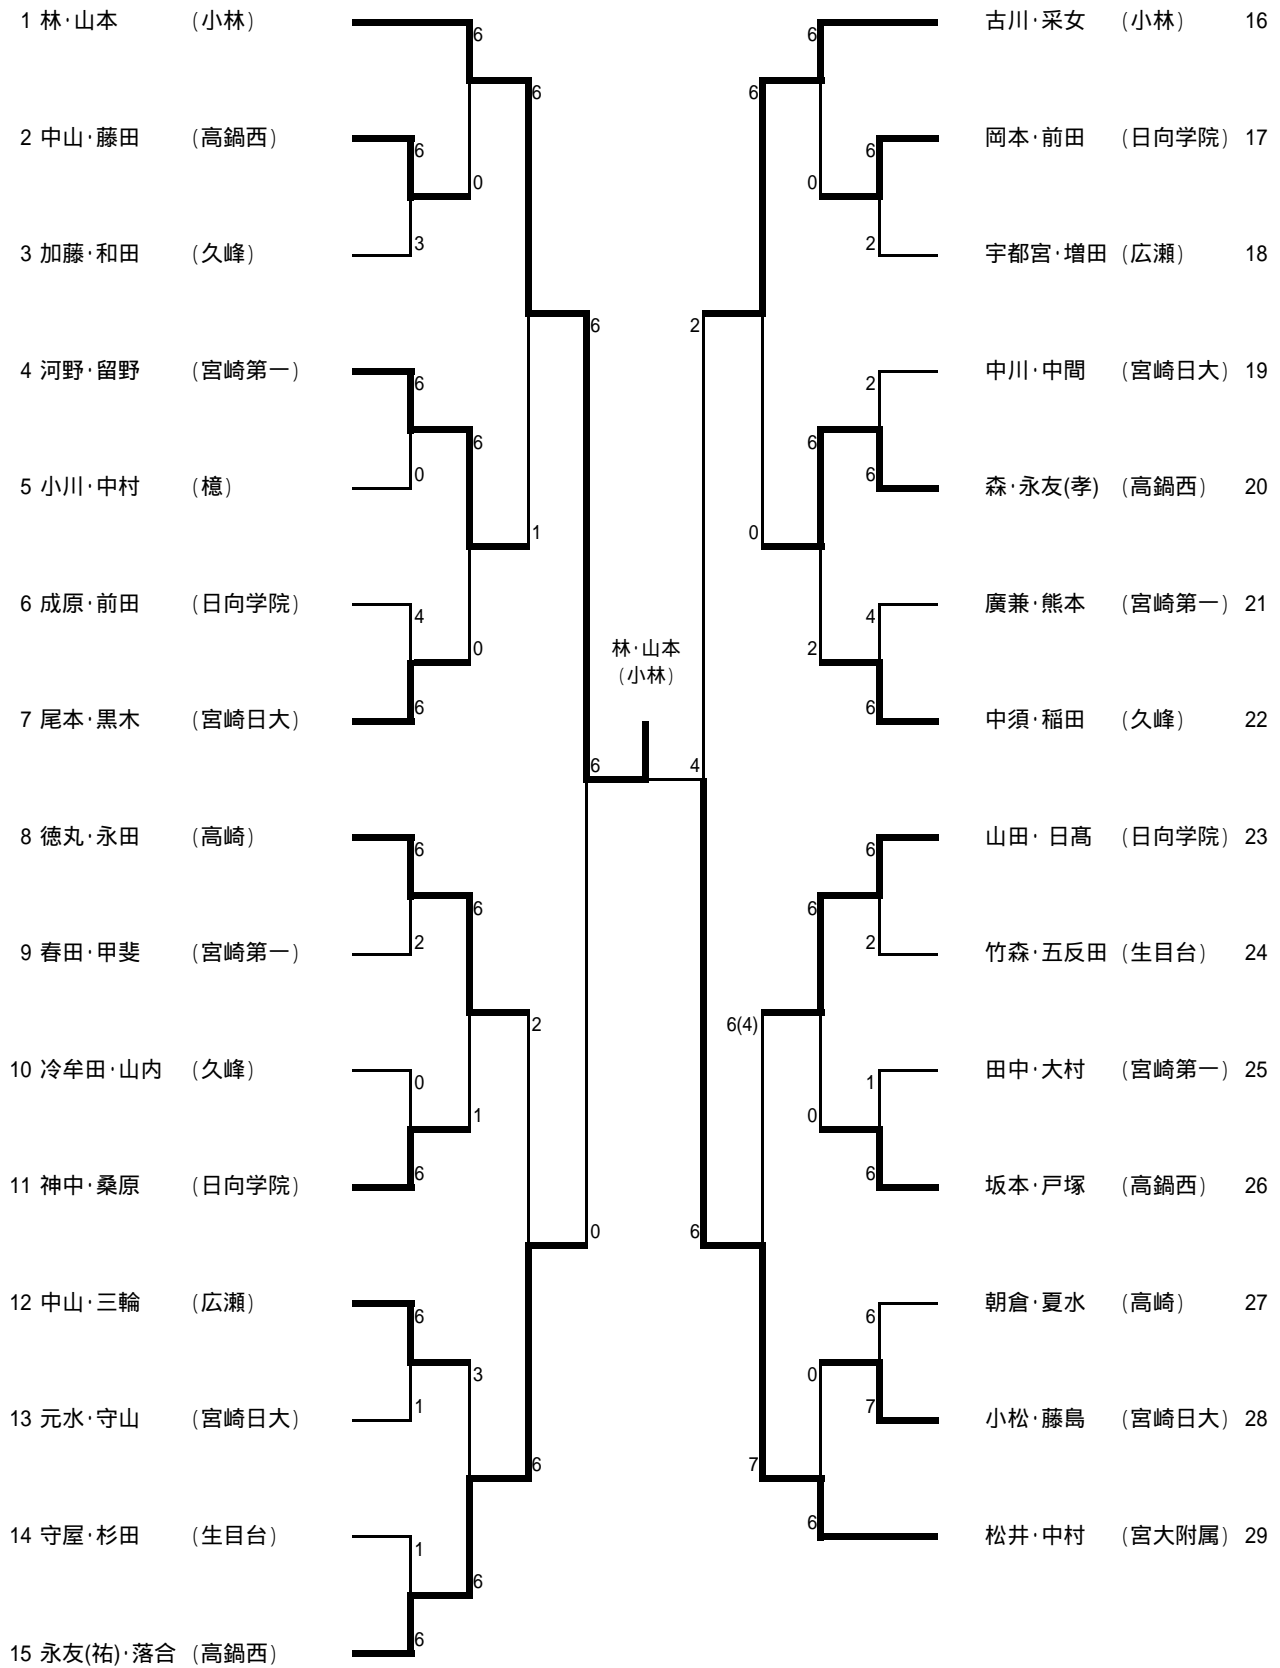 1 林・山本 (小林)
6
6
2 中山・藤田 (高鍋西)
6
0
3 加藤・和田 (久峰)
3
6
4 河野・留野 (宮崎第一)
6
6
5 小川・中村 (檍)
0
1
6 成原・前田 (日向学院)
4
0
7 尾本・黒木 (宮崎日大)
6
林・山本
(小林)
6
4
8 徳丸・永田 (高崎)
6
6
9 春田・甲斐 (宮崎第一)
2
2
10 冷牟田・山内 (久峰)
0
1
11 神中・桑原 (日向学院)
6
0
12 中山・三輪 (広瀬)
6
3
13 元水・守山 (宮崎日大)
1
6
14 守屋・杉田 (生目台)
1
6
15 永友(祐)・落合 (高鍋西)
6
古川・采女 (小林) 16
6
6
岡本・前田 (日向学院) 17
6
0
宇都宮・増田 (広瀬) 18
2
2
中川・中間 (宮崎日大) 19
2
6
森・永友(孝) (高鍋西) 20
6
0
廣兼・熊本 (宮崎第一) 21
4
2
中須・稲田 (久峰) 22
6
山田・日髙 (日向学院) 23
6
6
竹森・五反田 (生目台) 24
2
6(4)
田中・大村 (宮崎第一) 25
1
0
坂本・戸塚 (高鍋西) 26
6
6
朝倉・夏水 (高崎) 27
6
0
小松・藤島 (宮崎日大) 28
7
7
松井・中村 (宮大附属) 29
6